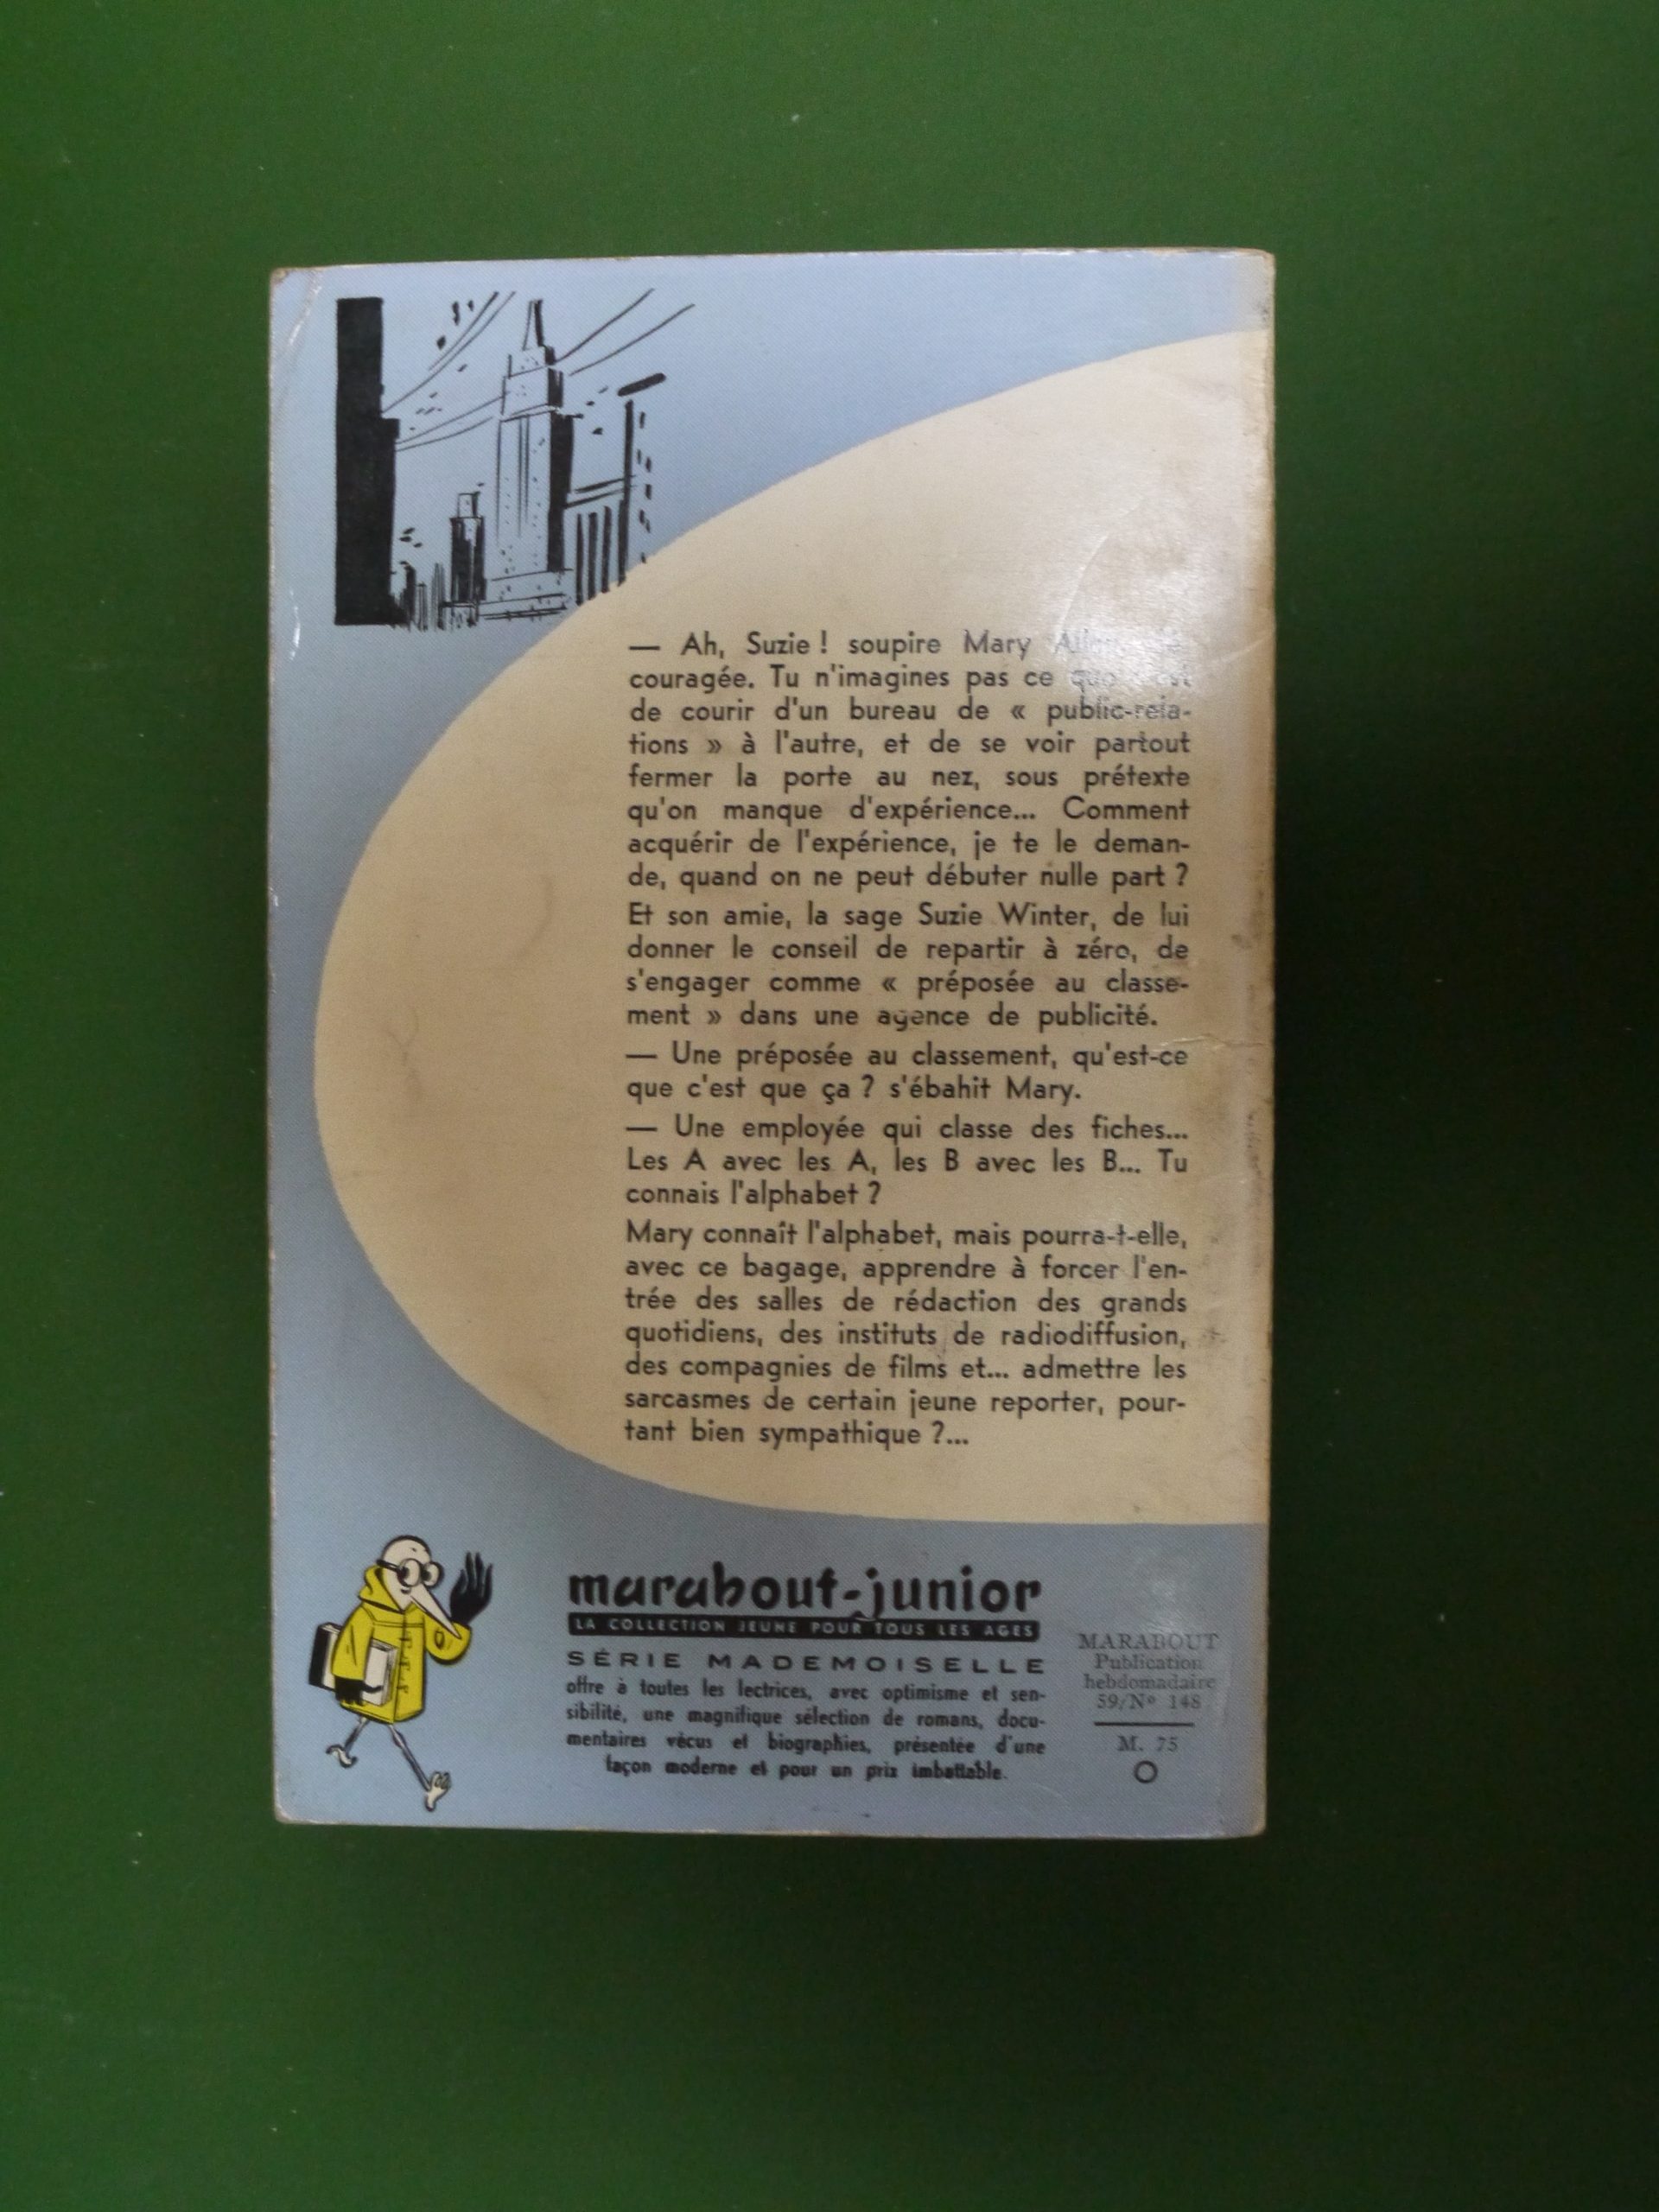 — Ah, Suzie ! soupire Mary
couragée. Tu n'imagines pas ce
de courir d'un bureau de « public-rela-
tions » à l'autre, et de se voir partout
fermer la porte au nez, sous prétexte
qu'on manque d'expérience... Comment
acquérir de l'expérience, je te le deman-
de, quand on ne peut débuter nulle part ?
Et son amie, la sage Suzie Winter, de lui
donner le conseil de repartir à zéro, de
s'engager comme « préposée au classe-
ment » dans une agence de publicité.
— Une préposée au classement, qu'est-ce
que c'est que ça ? s'ébahit Mary.
— Une employée qui classe des fiches...
Les A avec les A, les B avec les B... Tu
connais l'alphabet ?
Mary connaît l'alphabet, mais pourra-t-elle,
avec ce bagage, apprendre à forcer l'en-
trée des salles de rédaction des grands
quotidiens, des instituts de radiodiffusion,
des compagnies de films et... admettre les
sarcasmes de certain jeune reporter, pour-
tant bien sympathique ?...
marabout-junior
LA COLLECTION JEUNE POUR TOUS LES AGES
SÉRIE MADEMOISELLE
offre à toutes les lectrices, avec optimisme et sen-
sibilité, une magnifique sélection de romans, docu-
mentaires vécus et biographies, présentée d'une
façon moderne et pour un prix imbattable.
MARABOUT
Publication
hebdomadaire
59/Nº 148
M. 75